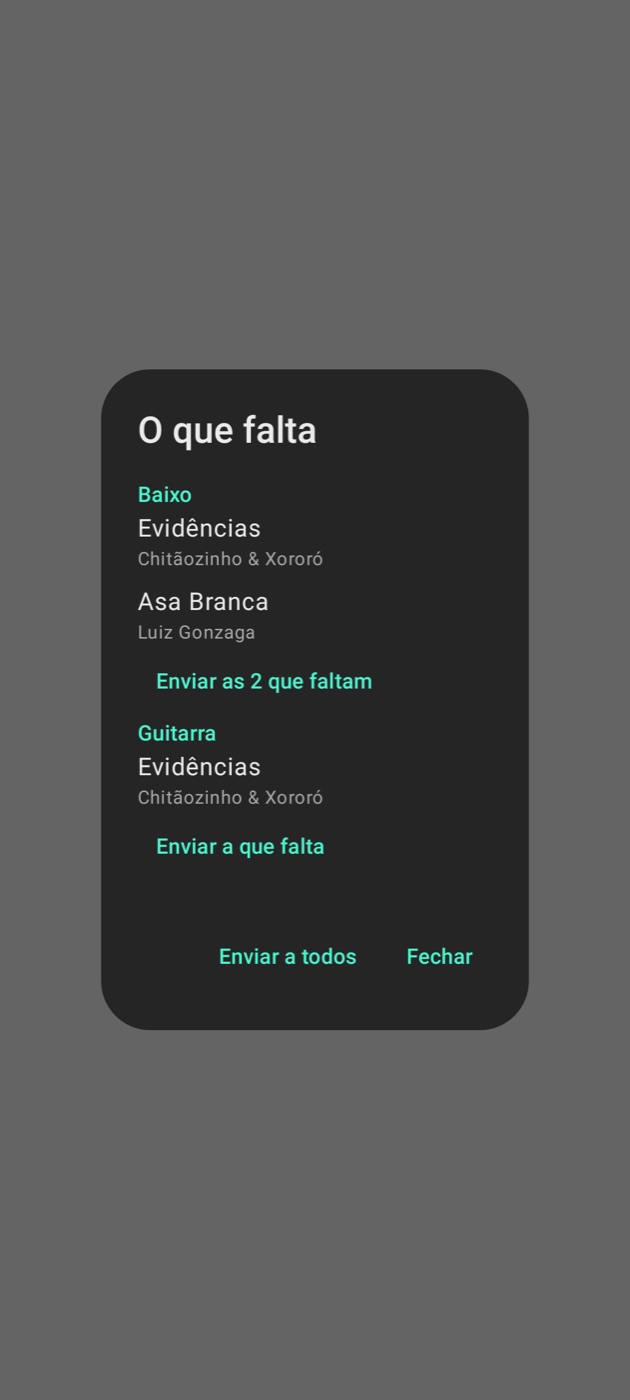 O que falta
Baixo
Evidências
Chitãozinho & Xororó
Asa Branca
Luiz Gonzaga
Enviar as 2 que faltam
Guitarra
Evidências
Chitãozinho & Xororó
Enviar a que falta
Enviar a todos
Fechar